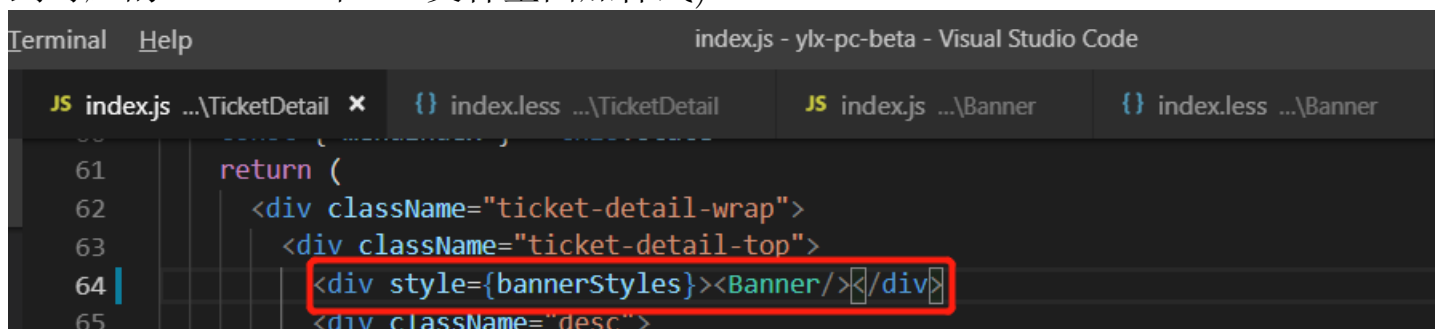 Terminal Help index.js - ylx-pc-beta - Visual Studio Code
JS index.js ...\TicketDetail × {} index.less ...\TicketDetail JS index.js ...\Banner {} index.less ...\Banner
61 return (
62 <div className="ticket-detail-wrap">
63 <div className="ticket-detail-top">
64 <div style={bannerStyles}><Banner/></div>
65 <div className="desc">